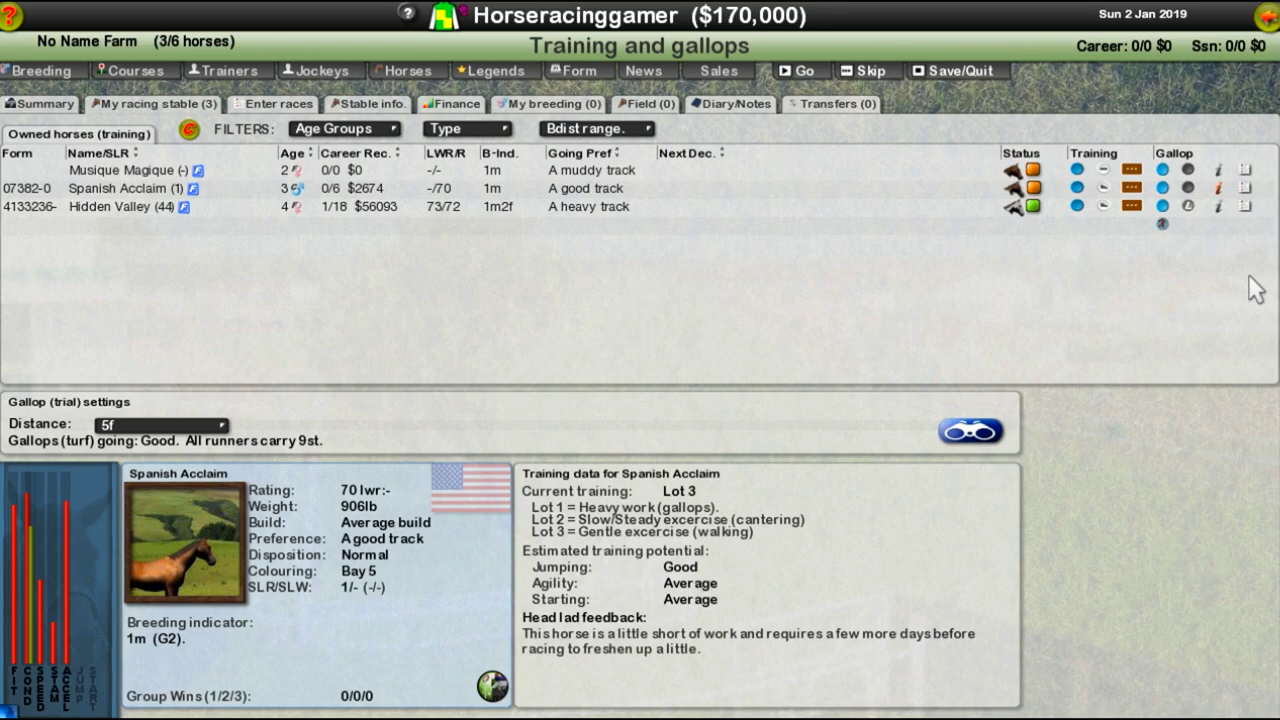 ? ? Horseracinggamer ($170,000) Sun 2 Jan 2019
No Name Farm (3/6 horses) Training and gallops Career: 0/0 $0 Ssn: 0/0 $0
Breeding Courses Trainers Jockeys Horses Legends Form News Sales Go Skip Save/Quit
Summary My racing stable (3) Enter races Stable info. Finance My breeding (0) Field (0) Diary/Notes Transfers (0)
Owned horses (training) FILTERS: Age Groups Type Bdist range.
Form Name/SLR Age Career Rec. LWR/R B-Ind. Going Pref Next Dec. Status Training Gallop
Musique Magique (-) 2 0/0 $0 -/- 1m A muddy track
07382-0 Spanish Acclaim (1) 3 0/6 $2674 -/70 1m A good track
4133236- Hidden Valley (44) 4 1/18 $56093 73/72 1m2f A heavy track
Gallop (trial) settings
Distance: 5f
Gallops (turf) going: Good. All runners carry 9st.
Spanish Acclaim
Rating: 70 lwr:-
Weight: 906lb
Build: Average build
Preference: A good track
Disposition: Normal
Colouring: Bay 5
SLR/SLW: 1/- (-/-)
Breeding indicator:
1m (G2).
Group Wins (1/2/3): 0/0/0
FIT COND SPEED STAM ACCEL JUMP START
Training data for Spanish Acclaim
Current training: Lot 3
Lot 1 = Heavy work (gallops).
Lot 2 = Slow/Steady excercise (cantering)
Lot 3 = Gentle excercise (walking)
Estimated training potential:
Jumping: Good
Agility: Average
Starting: Average
Head lad feedback:
This horse is a little short of work and requires a few more days before
racing to freshen up a little.